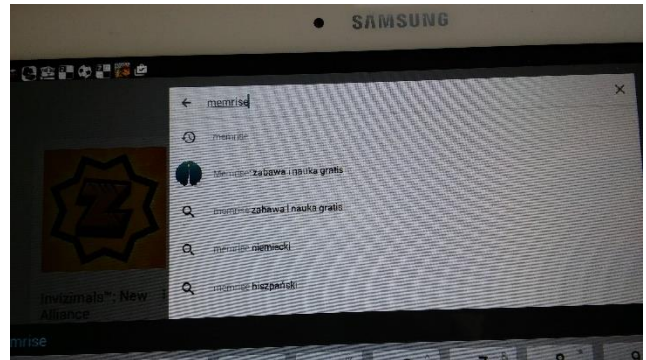 SAMSUNG
memrise
memrise
Memrise: zabawa i nauka gratis
memrise zabawa i nauka gratis
memrise niemiecki
memrise hiszpański
Invizimals™: New
Alliance
mrise